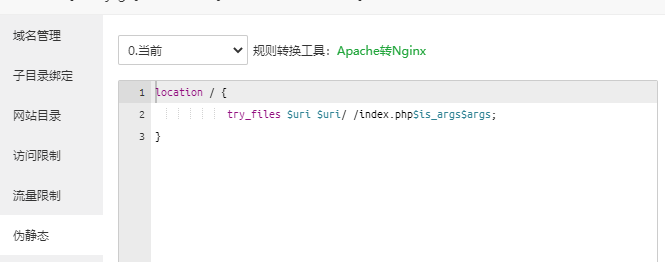 域名管理
子目录绑定
网站目录
访问限制
流量限制
伪静态
0.当前 规则转换工具：Apache转Nginx
1 location / {
2 try_files $uri $uri/ /index.php$is_args$args;
3 }